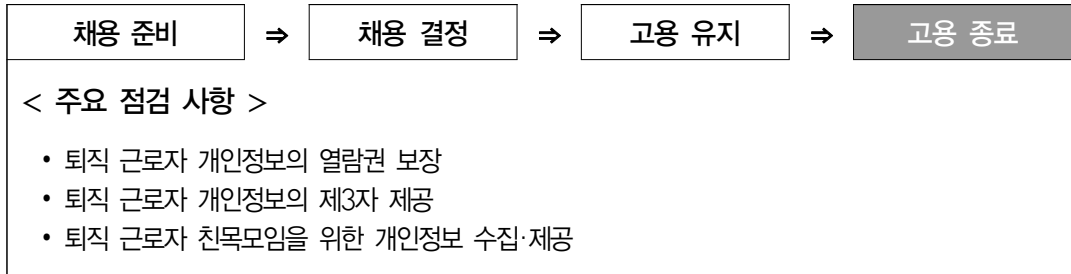 채용 준비 ⇒ 채용 결정 ⇒ 고용 유지 ⇒ 고용 종료
< 주요 점검 사항 >
• 퇴직 근로자 개인정보의 열람권 보장
• 퇴직 근로자 개인정보의 제3자 제공
• 퇴직 근로자 친목모임을 위한 개인정보 수집·제공